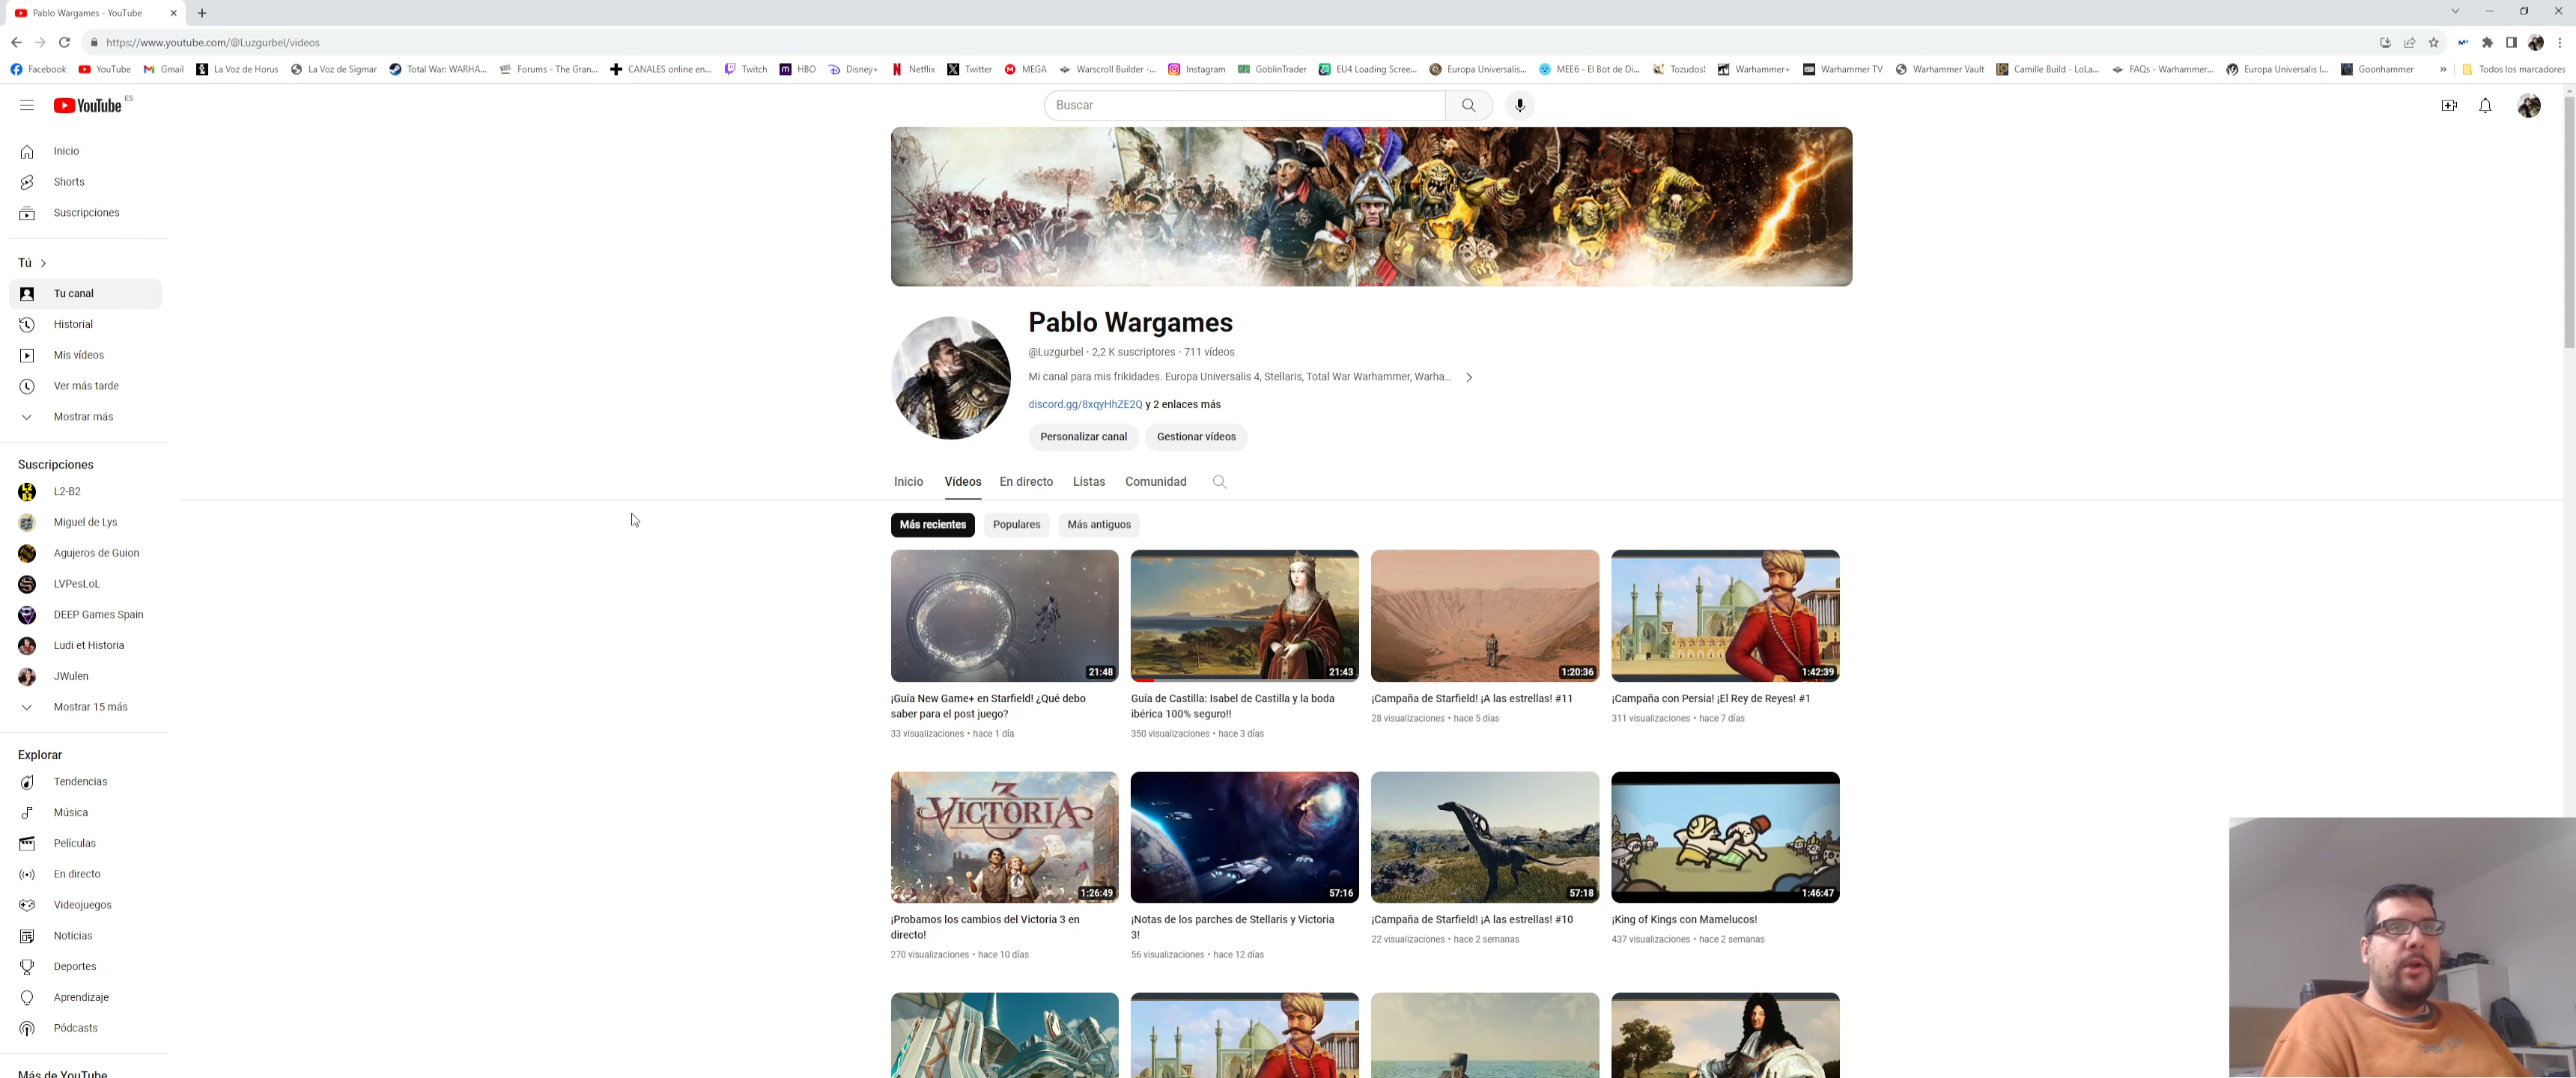 Pablo Wargames - YouTube
https://www.youtube.com/@Luzgurbel/videos
Facebook YouTube Gmail La Voz de Horus La Voz de Sigmar Total War: WARHA... Forums - The Gran... CANALES online en... Twitch HBO Disney+ Netflix Twitter MEGA Warscroll Builder -... Instagram GoblinTrader EU4 Loading Scree... Europa Universalis... MEE6 - El Bot de Di... Tozudos! Warhammer+ Warhammer TV Warhammer Vault Camille Build - LoLa... FAQs - Warhammer... Europa Universalis I... Goonhammer » Todos los marcadores
YouTube ES
Buscar
Inicio
Shorts
Suscripciones
Tú
Tu canal
Historial
Mis vídeos
Ver más tarde
Mostrar más
Suscripciones
L2-B2
Miguel de Lys
Agujeros de Guion
LVPesLoL
DEEP Games Spain
Ludi et Historia
JWulen
Mostrar 15 más
Explorar
Tendencias
Música
Películas
En directo
Videojuegos
Noticias
Deportes
Aprendizaje
Pódcasts
Más de YouTube
Pablo Wargames
@Luzgurbel · 2,2 K suscriptores · 711 vídeos
Mi canal para mis frikidades. Europa Universalis 4, Stellaris, Total War Warhammer, Warha...
discord.gg/8xqyHhZE2Q y 2 enlaces más
Personalizar canal Gestionar vídeos
Inicio Vídeos En directo Listas Comunidad
Más recientes Populares Más antiguos
21:48 21:43 1:20:36 1:42:39
¡Guía New Game+ en Starfield! ¿Qué debo
saber para el post juego?
33 visualizaciones · hace 1 día
Guía de Castilla: Isabel de Castilla y la boda
ibérica 100% seguro!!
350 visualizaciones · hace 3 días
¡Campaña de Starfield! ¡A las estrellas! #11
28 visualizaciones · hace 5 días
¡Campaña con Persia! ¡El Rey de Reyes! #1
311 visualizaciones · hace 7 días
VICTORIA
3
1:26:49 57:16 57:18 1:46:47
¡Probamos los cambios del Victoria 3 en
directo!
270 visualizaciones · hace 10 días
¡Notas de los parches de Stellaris y Victoria
3!
56 visualizaciones · hace 12 días
¡Campaña de Starfield! ¡A las estrellas! #10
22 visualizaciones · hace 2 semanas
¡King of Kings con Mamelucos!
437 visualizaciones · hace 2 semanas